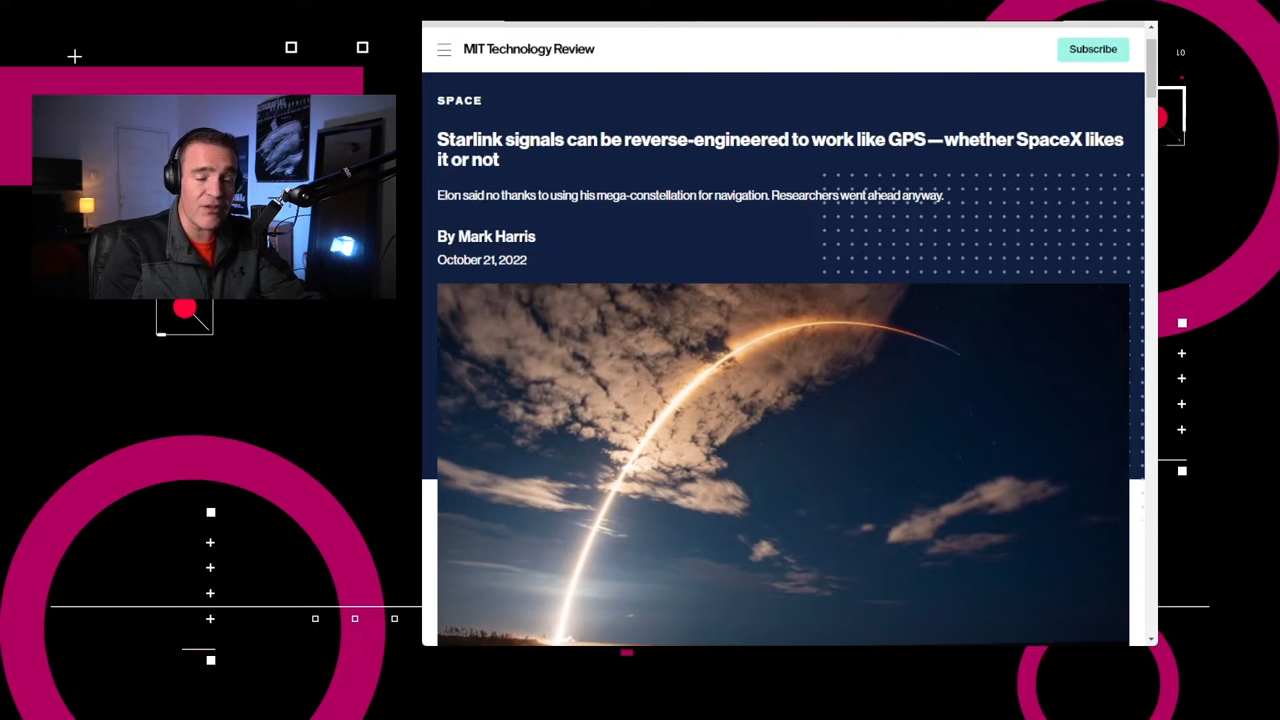 MIT Technology Review
Subscribe
SPACE
Starlink signals can be reverse-engineered to work like GPS—whether SpaceX likes
it or not
Elon said no thanks to using his mega-constellation for navigation. Researchers went ahead anyway.
By Mark Harris
October 21, 2022
10